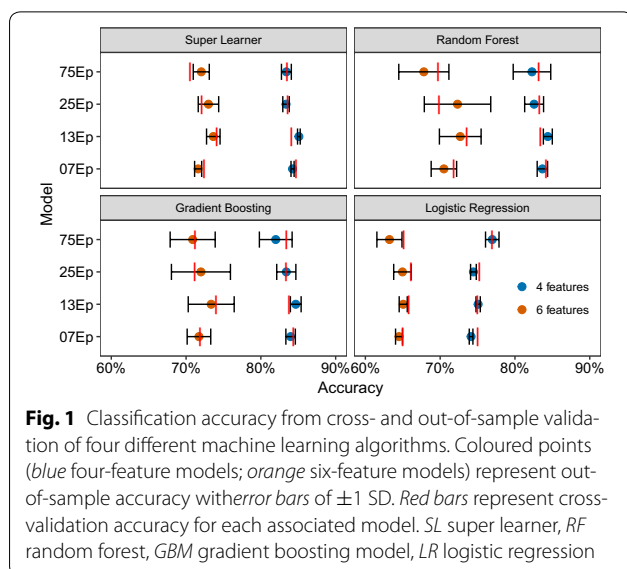 Super Learner
Random Forest
75Ep
25Ep
13Ep
07Ep
Gradient Boosting
Logistic Regression
75Ep
25Ep
13Ep
07Ep
4 features
6 features
Model
60%
70%
80%
90%
60%
70%
80%
90%
Accuracy
Fig. 1 Classification accuracy from cross- and out-of-sample valida-
tion of four different machine learning algorithms. Coloured points
(blue four-feature models; orange six-feature models) represent out-
of-sample accuracy witherror bars of ±1 SD. Red bars represent cross-
validation accuracy for each associated model. SL super learner, RF
random forest, GBM gradient boosting model, LR logistic regression